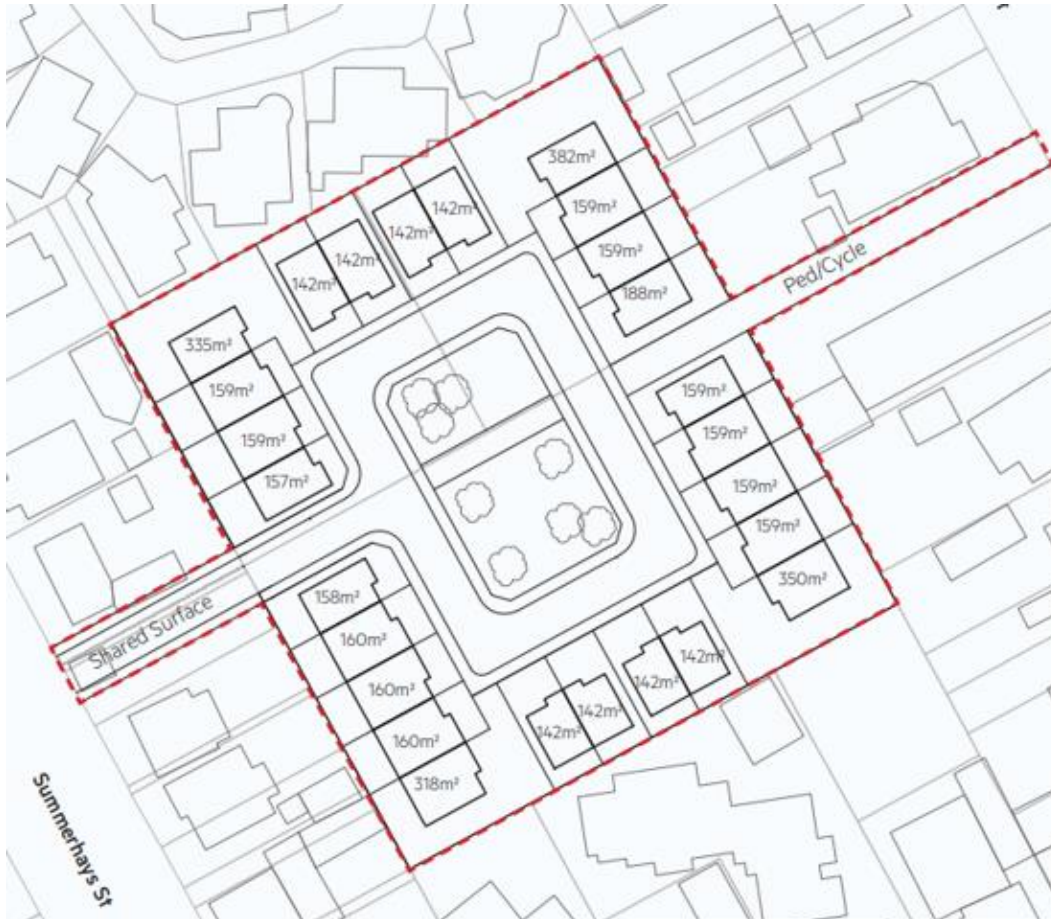 382m²
142m²
142m²
159m²
142m²
142m²
159m²
188m²
Ped/Cycle
335m²
159m²
159m²
157m²
159m²
159m²
159m²
159m²
350m²
Shared Surface
158m²
160m²
160m²
160m²
318m²
142m²
142m²
142m²
142m²
Summerhays St